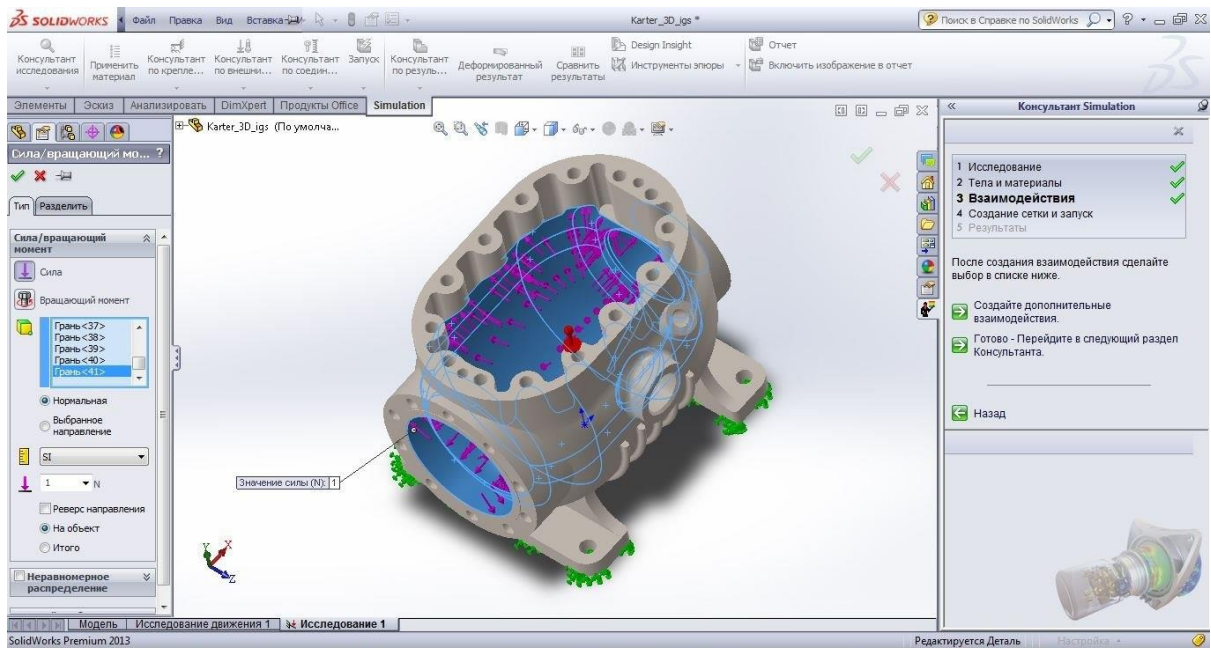 SOLIDWORKS
Файл Правка Вид Вставка
Karter_3D_igs *
Поиск в Справке по SolidWorks
Консультант исследования
Применить материал
Консультант по крепле...
Консультант по внешни...
Консультант по соедин...
Запуск
Консультант по резуль...
Деформированный результат
Сравнить результаты
Design Insight
Инструменты эпюры
Отчет
Включить изображение в отчет
Элементы Эскиз Анализировать DimXpert Продукты Office Simulation
Karter_3D_igs (По умолча...
Сила/вращающий мо... ?
Тип Разделить
Сила/вращающий
момент
Сила
Вращающий момент
Грань<37>
Грань<38>
Грань<39>
Грань<40>
Грань<41>
Нормальная
Выбранное
направление
SI
1 N
Реверс направления
На объект
Итого
Неравномерное
распределение
Значение силы (N): 1
Y X Z
Консультант Simulation
1 Исследование
2 Тела и материалы
3 Взаимодействия
4 Создание сетки и запуск
5 Результаты
После создания взаимодействия сделайте
выбор в списке ниже.
Создайте дополнительные
взаимодействия.
Готово - Перейдите в следующий раздел
Консультанта.
Назад
Модель Исследование движения 1 Исследование 1
SolidWorks Premium 2013
Редактируется Деталь Настройка